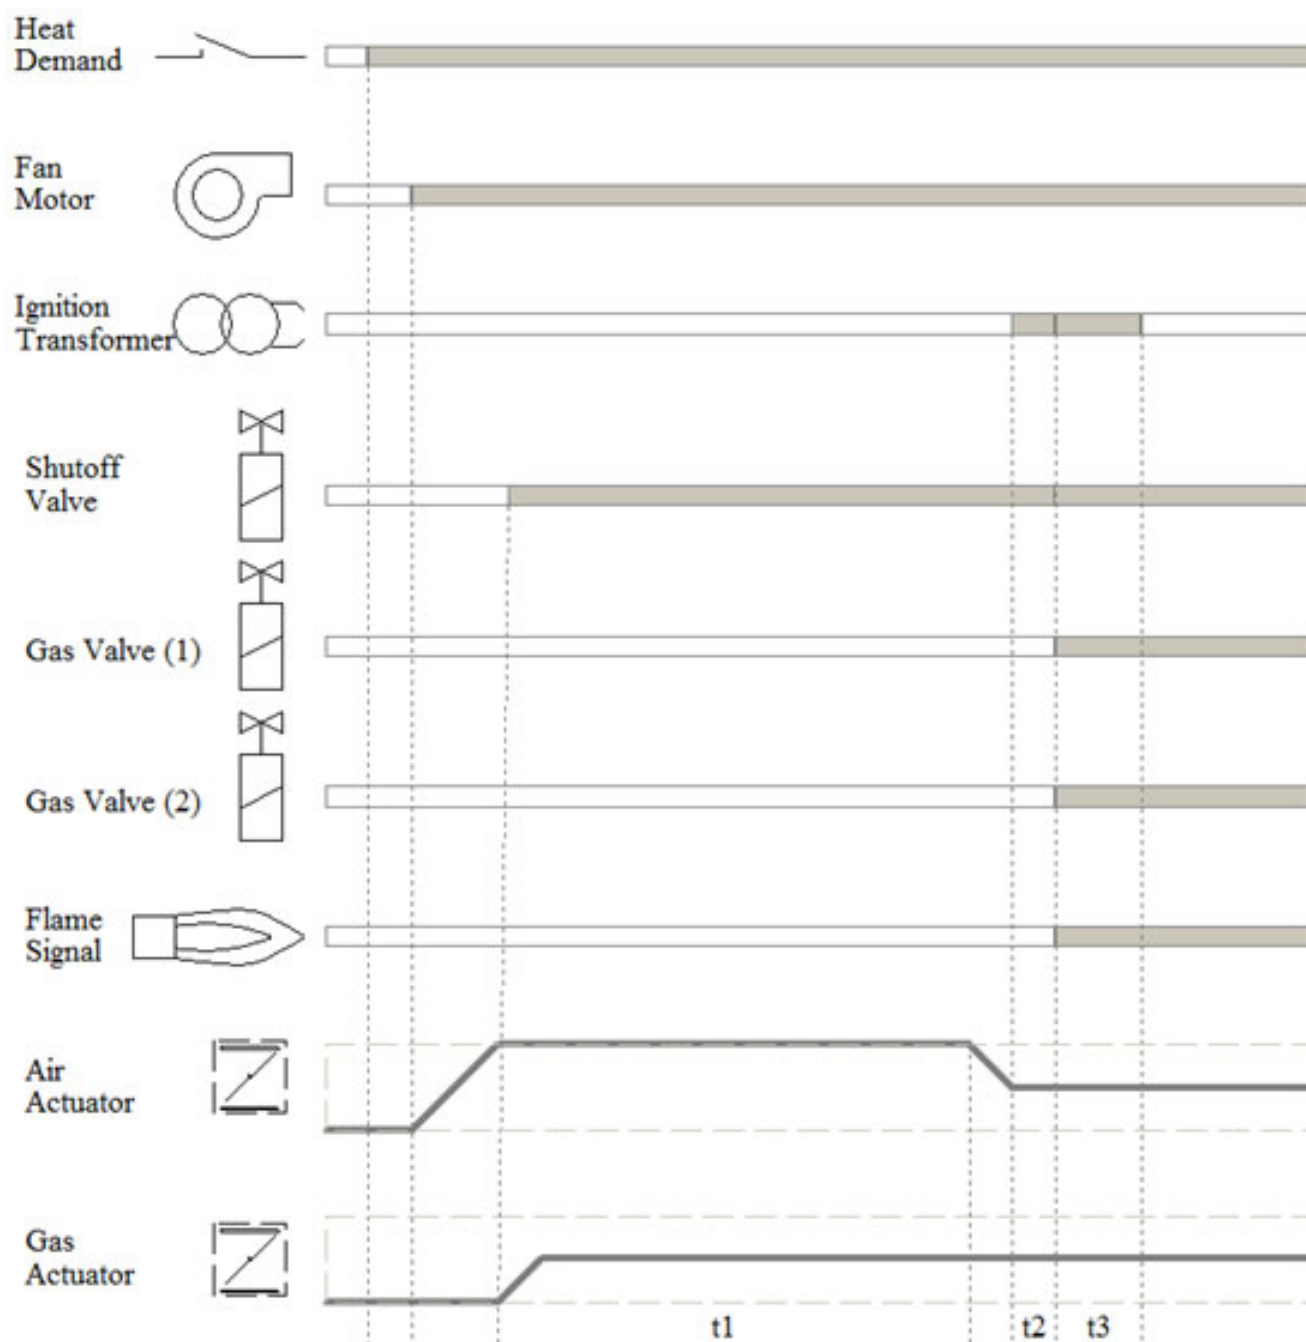 Heat
Demand
Fan
Motor
Ignition
Transformer
Shutoff
Valve
Gas Valve (1)
Gas Valve (2)
Flame
Signal
Air
Actuator
Gas
Actuator
t1 t2 t3